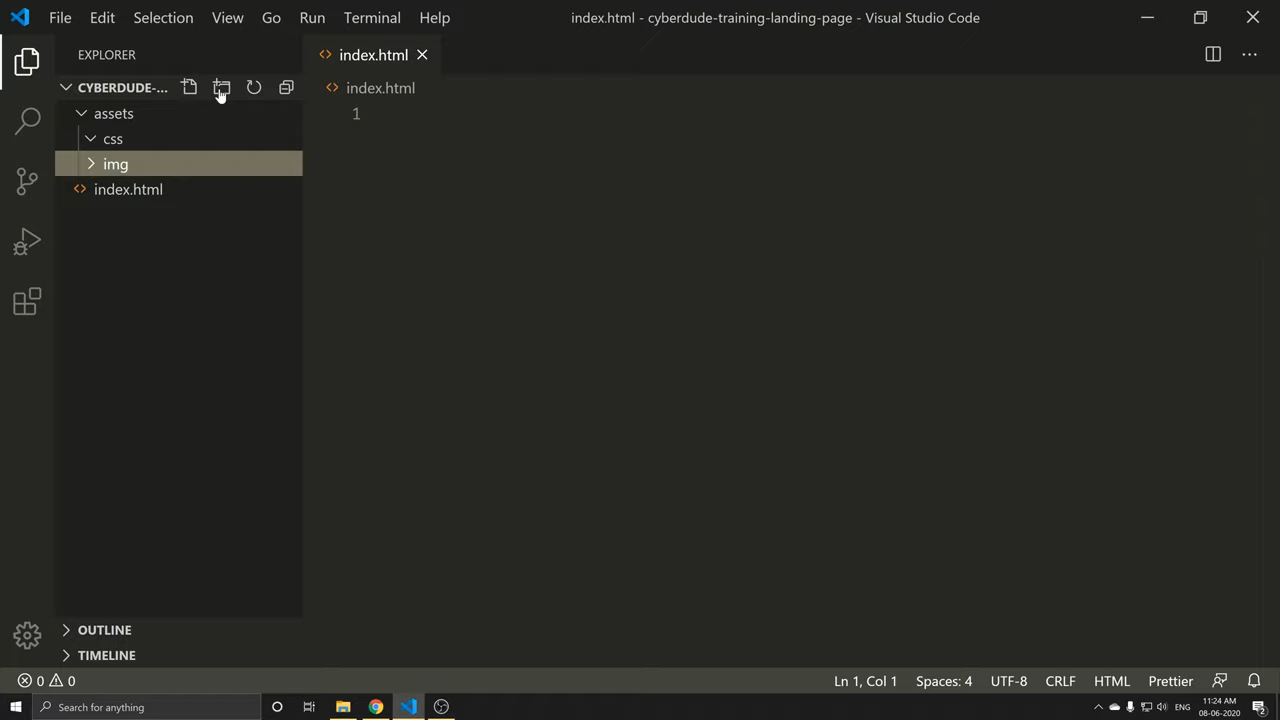 File Edit Selection View Go Run Terminal Help index.html - cyberdude-training-landing-page - Visual Studio Code
EXPLORER
index.html
CYBERDUDE-...
index.html
assets
1
css
img
index.html
OUTLINE
TIMELINE
0 0 Ln 1, Col 1 Spaces: 4 UTF-8 CRLF HTML Prettier
Search for anything
ENG
11:24 AM
08-06-2020
2